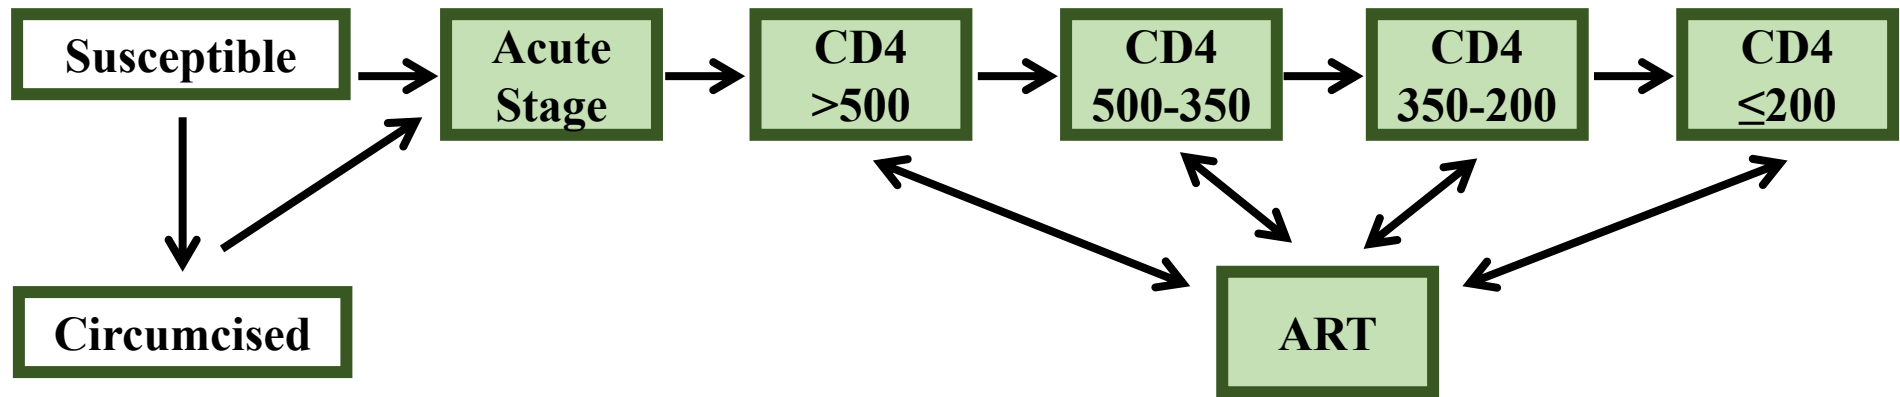 Susceptible
Acute
Stage
CD4
>500
CD4
500-350
CD4
350-200
CD4
≤200
Circumcised
ART